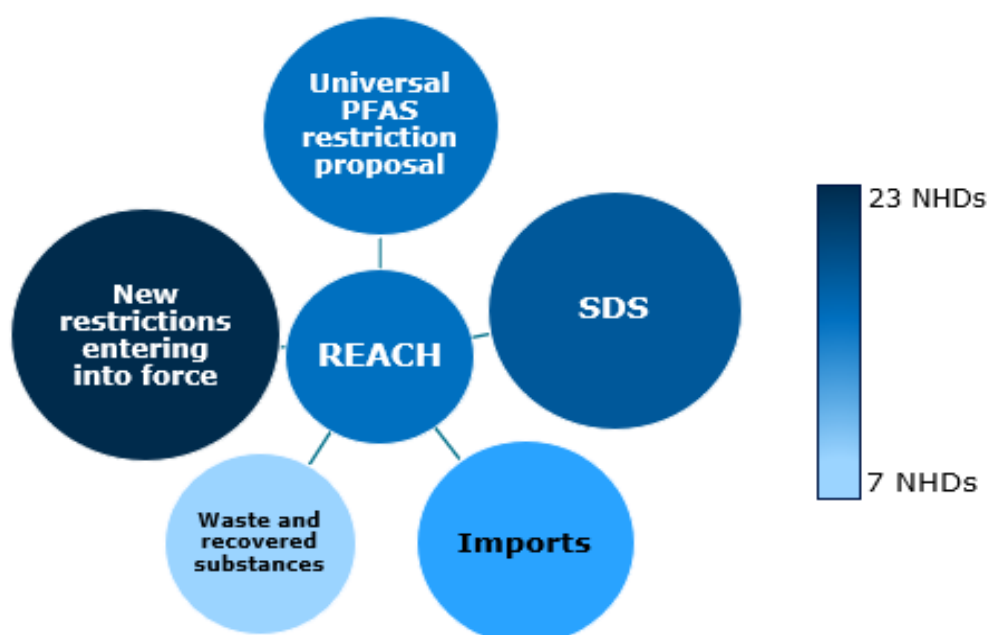 Universal
PFAS
restriction
proposal
New
restrictions
entering
into force
REACH
SDS
Waste and
recovered
substances
Imports
23 NHDs
7 NHDs